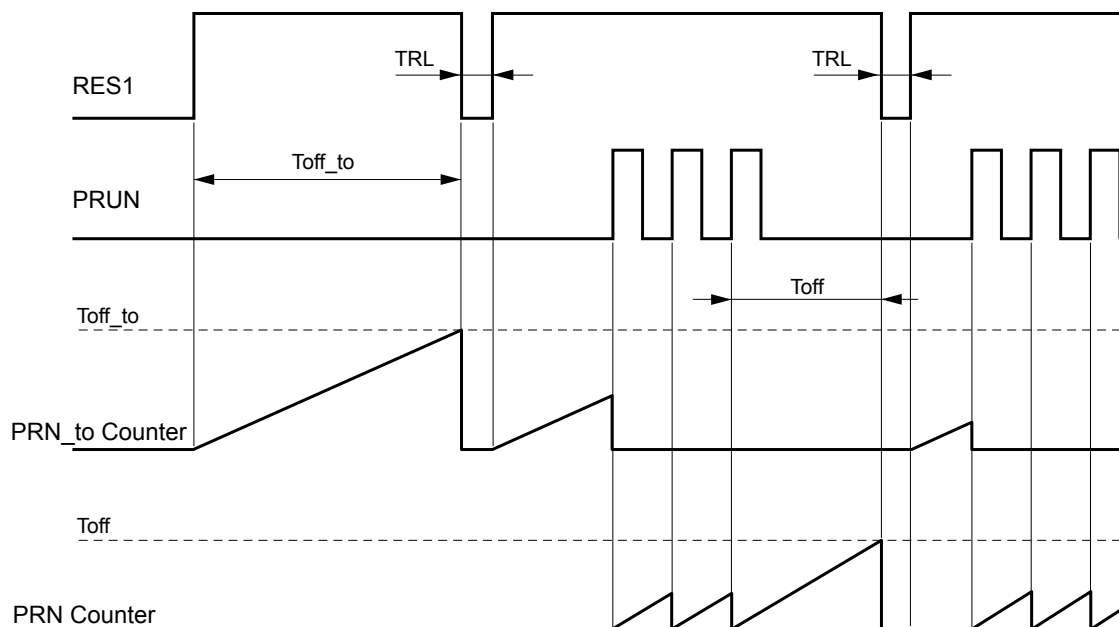 TRL
TRL
RES1
Toff_to
PRUN
Toff
Toff_to
PRN_to Counter
Toff
PRN Counter